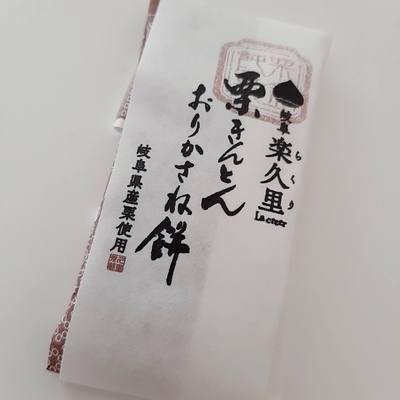 岐阜 楽久里
らくり
La creer
栗きんとん
おりかさね餅
岐阜県産栗使用